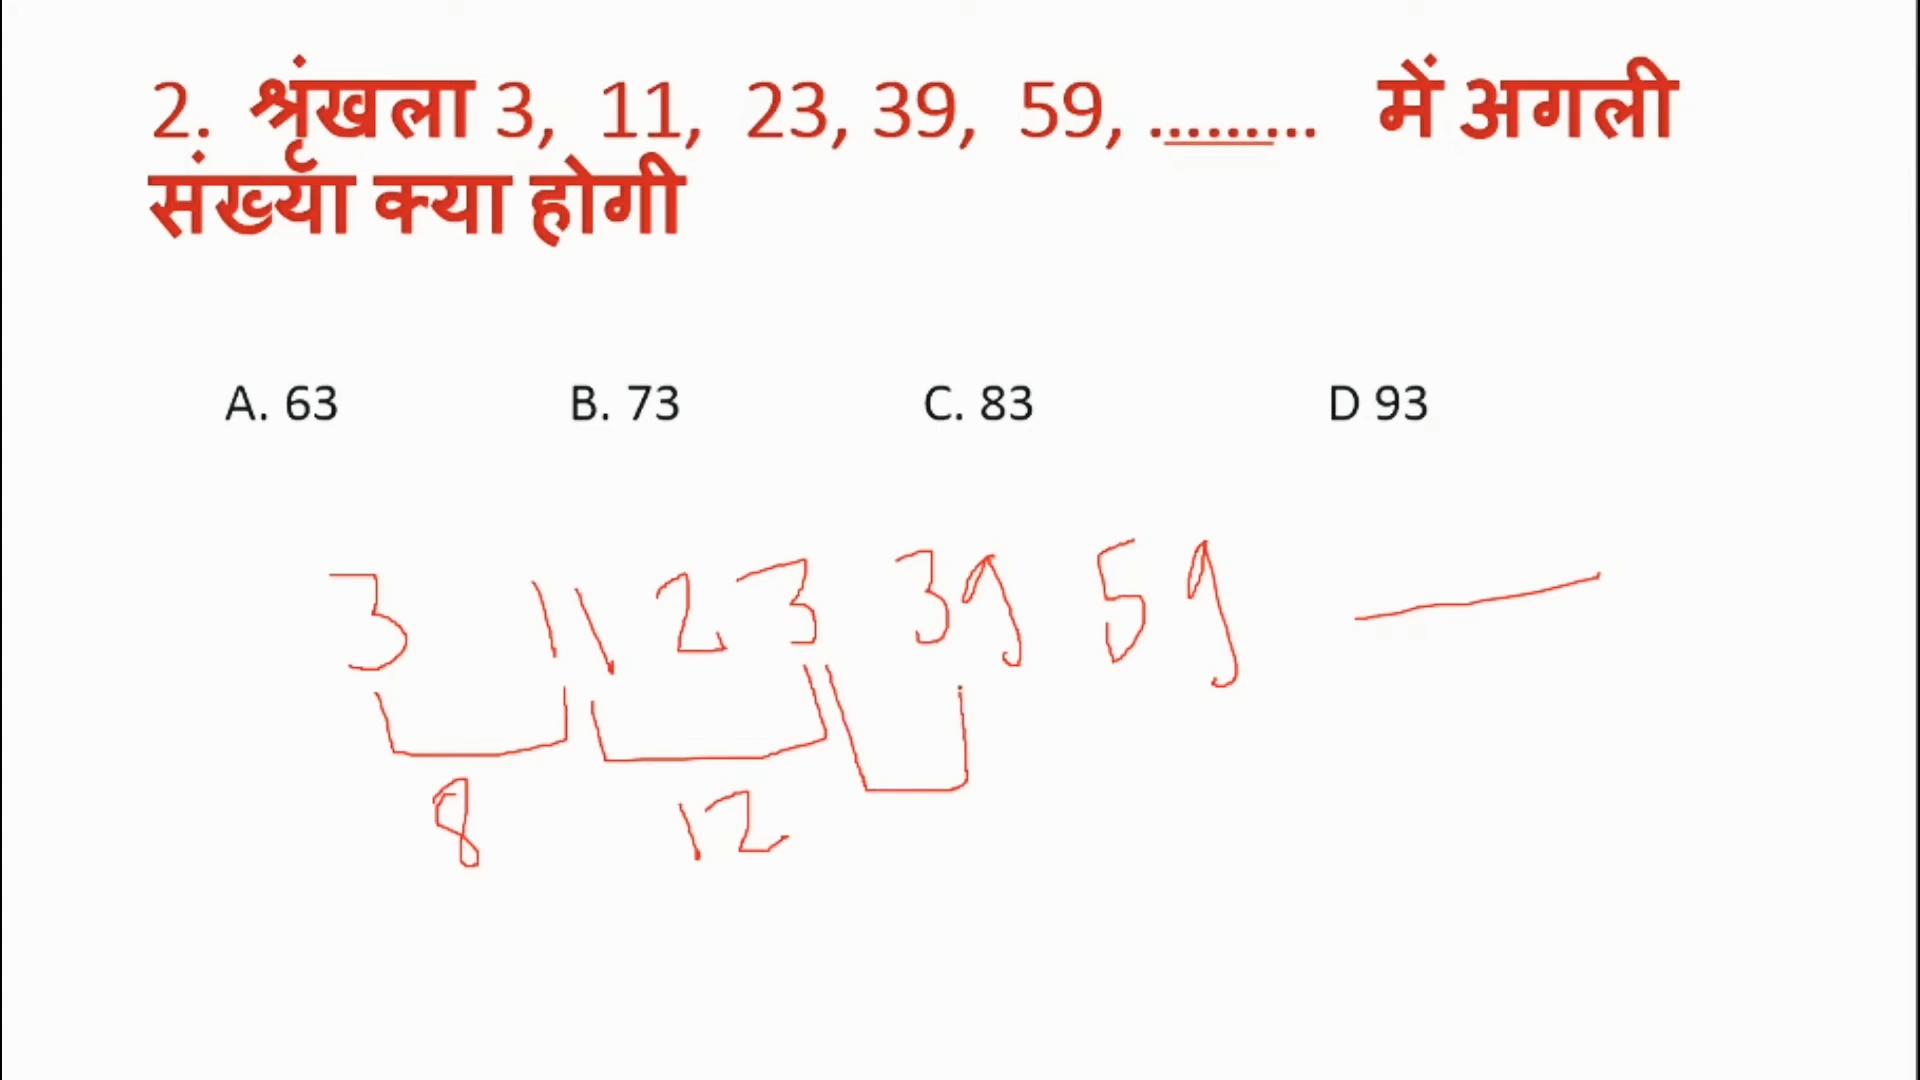 2. श्रृंखला 3, 11, 23, 39, 59, ......... में अगली
संख्या क्या होगी
A. 63 B. 73 C. 83 D 93
3 11 23 39 59
8 12